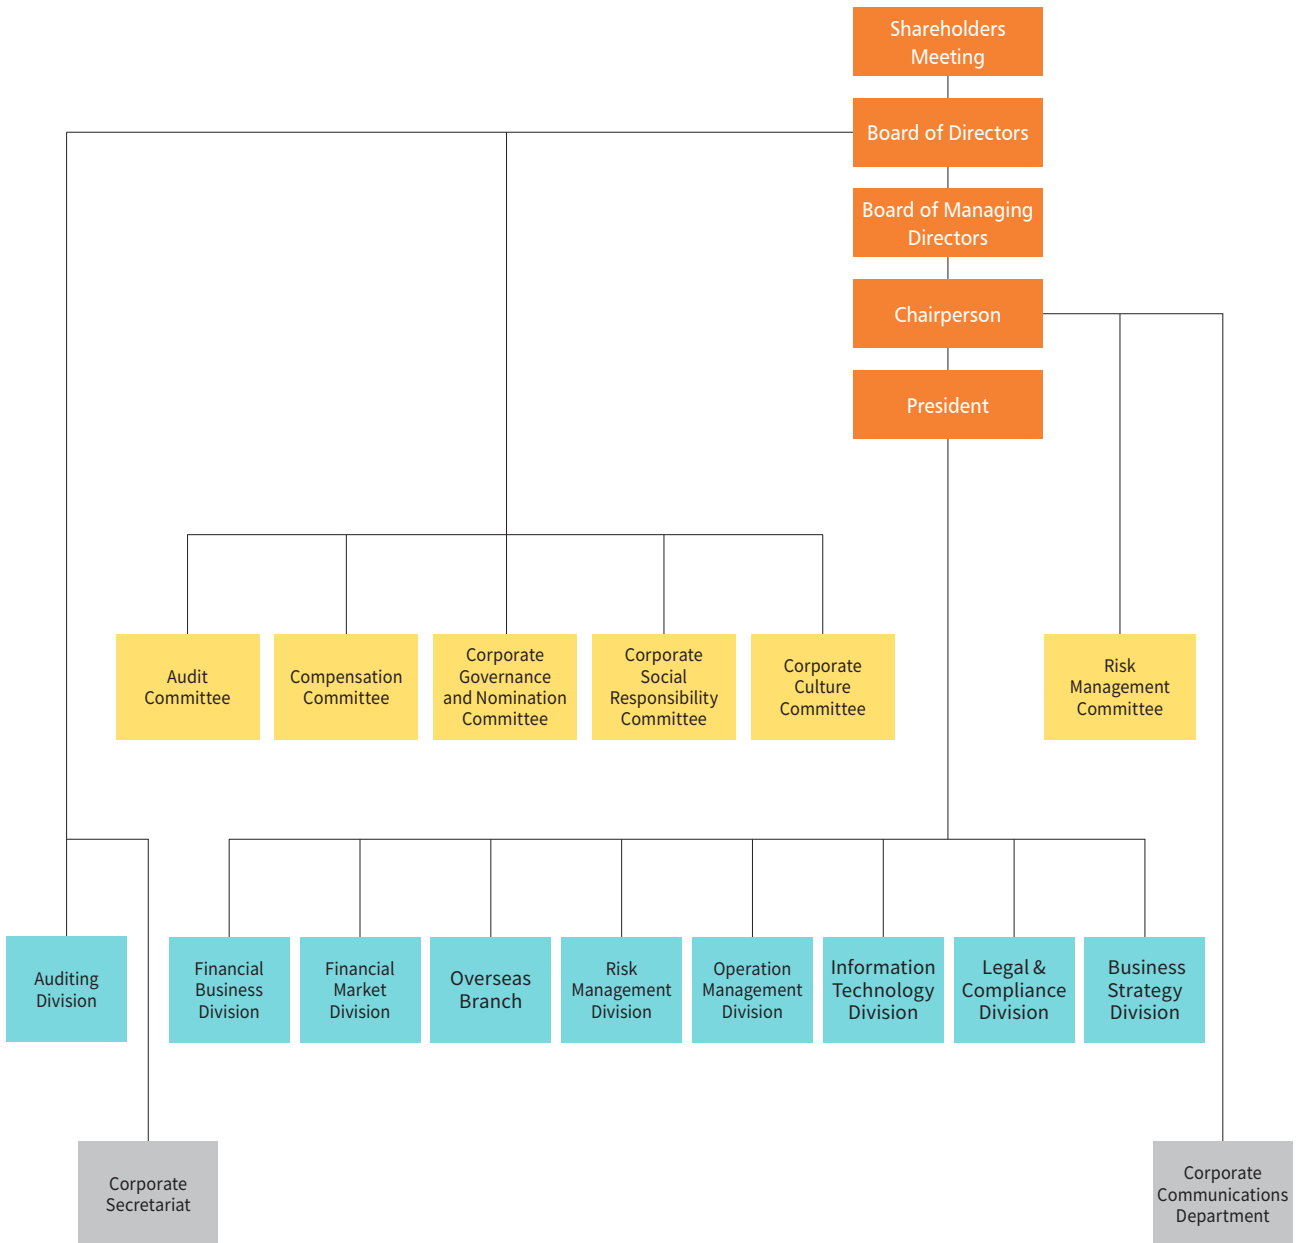 Shareholders
Meeting
Board of Directors
Board of Managing
Directors
Chairperson
President
Audit
Committee
Compensation
Committee
Corporate
Governance
and Nomination
Committee
Corporate
Social
Responsibility
Committee
Corporate
Culture
Committee
Risk
Management
Committee
Auditing
Division
Financial
Business
Division
Financial
Market
Division
Overseas
Branch
Risk
Management
Division
Operation
Management
Division
Information
Technology
Division
Legal &
Compliance
Division
Business
Strategy
Division
Corporate
Secretariat
Corporate
Communications
Department